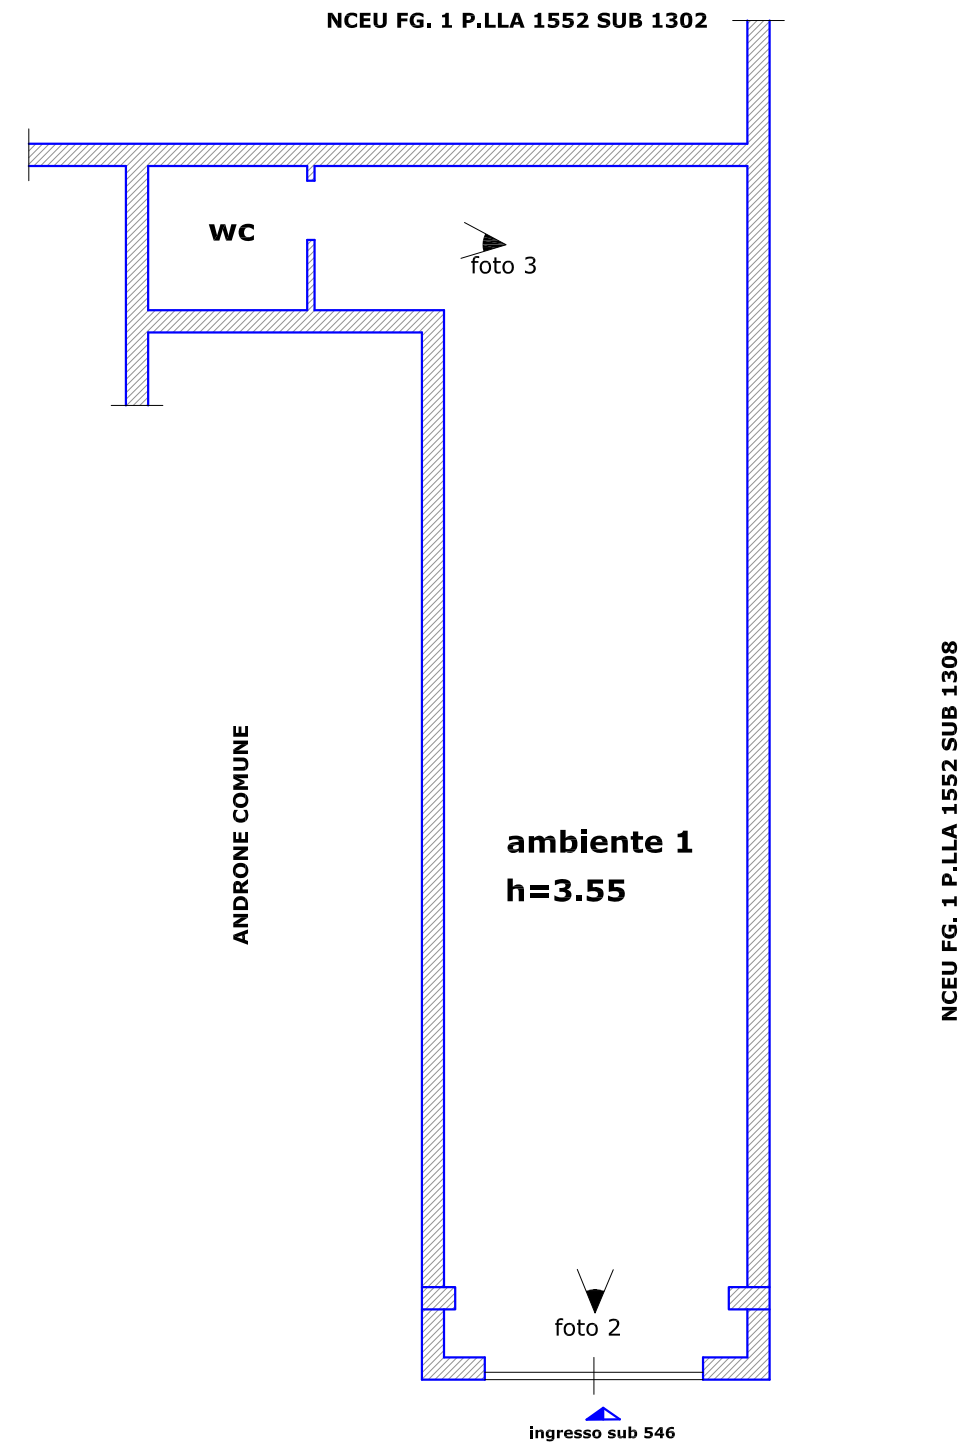 NCEU FG. 1 P.LLA 1552 SUB 1302
wc
foto 3
NCEU FG. 1 P.LLA 1552 SUB 1308
ANDRONE COMUNE
ambiente 1
h=3.55
foto 2
ingresso sub 546